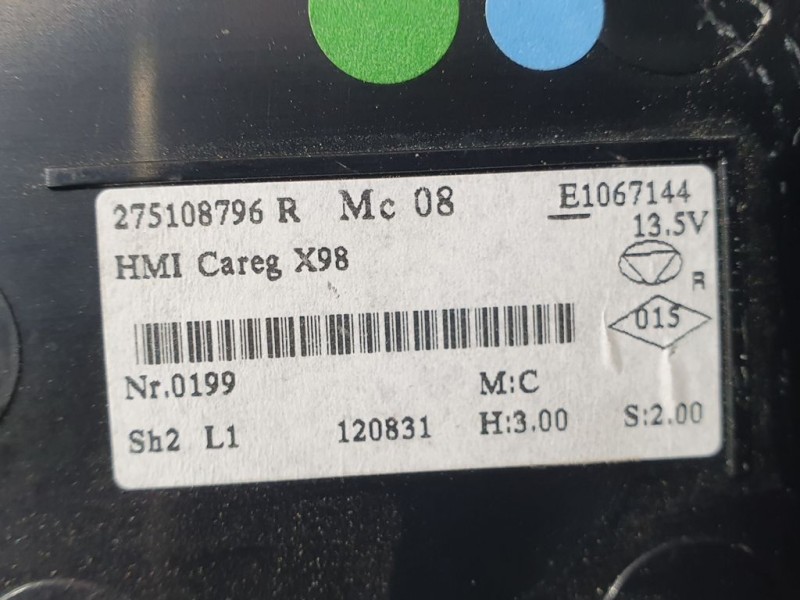 275108796 R Mc 08 E1067144
13.5V
HMI Careg X98
R
015
Nr.0199 M:C
Sh2 L1 120831 H:3.00 S:2.00